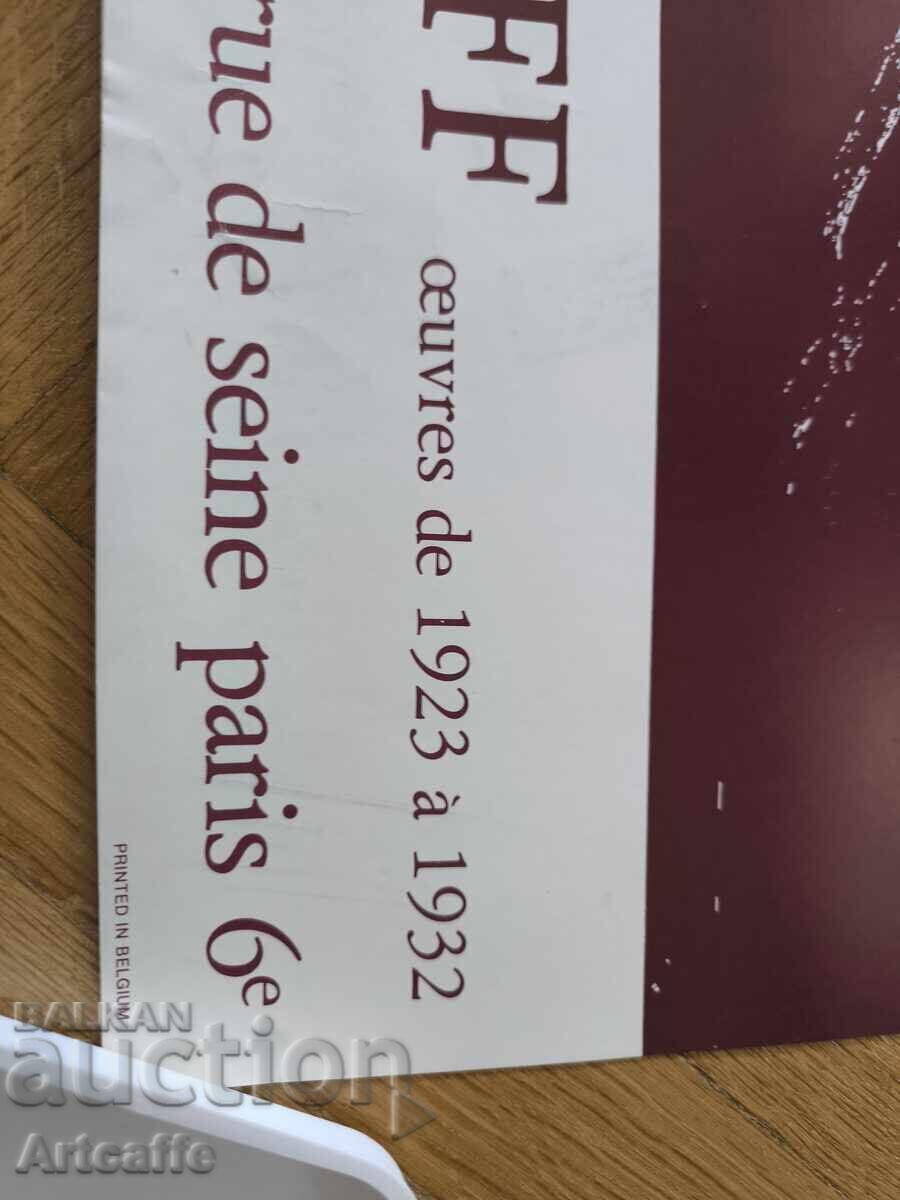 FF
œuvres de 1923 à 1932
rue de seine paris 6e
PRINTED IN BELGIUM
BALKAN
auction
Artcaffe